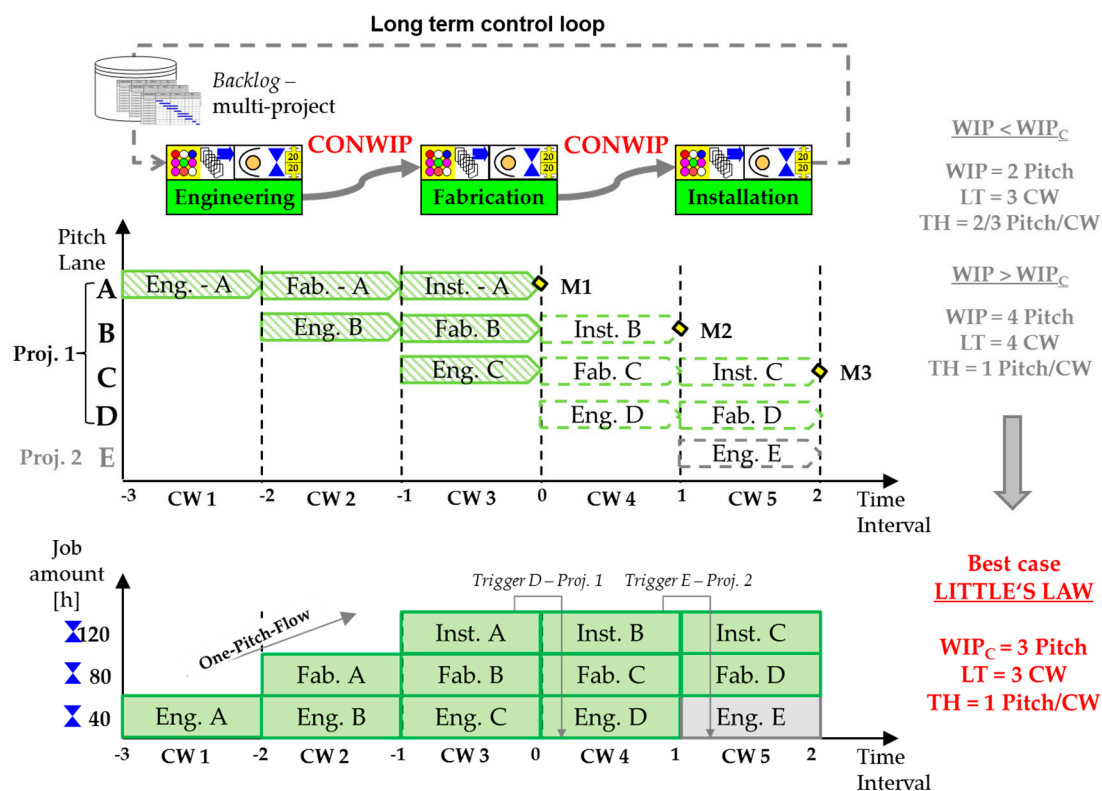 Long term control loop
Backlog –
multi-project
CONWIP
CONWIP
20
20
20
20
20
20
Engineering
Fabrication
Installation
WIP < WIPC
WIP = 2 Pitch
LT = 3 CW
TH = 2/3 Pitch/CW
WIP > WIPC
WIP = 4 Pitch
LT = 4 CW
TH = 1 Pitch/CW
Pitch
Lane
A
Eng. - A
Fab. - A
Inst. - A
M1
B
Eng. B
Fab. B
Inst. B
M2
Proj. 1
C
Eng. C
Fab. C
Inst. C
M3
D
Eng. D
Fab. D
Proj. 2
E
Eng. E
-3
CW 1
-2
CW 2
-1
CW 3
0
CW 4
1
CW 5
2
Time
Interval
Job
amount
[h]
Trigger D – Proj. 1
Trigger E – Proj. 2
One-Pitch-Flow
120
Inst. A
Inst. B
Inst. C
80
Fab. A
Fab. B
Fab. C
Fab. D
40
Eng. A
Eng. B
Eng. C
Eng. D
Eng. E
-3
CW 1
-2
CW 2
-1
CW 3
0
CW 4
1
CW 5
2
Time
Interval
Best case
LITTLE‘S LAW
WIPC = 3 Pitch
LT = 3 CW
TH = 1 Pitch/CW